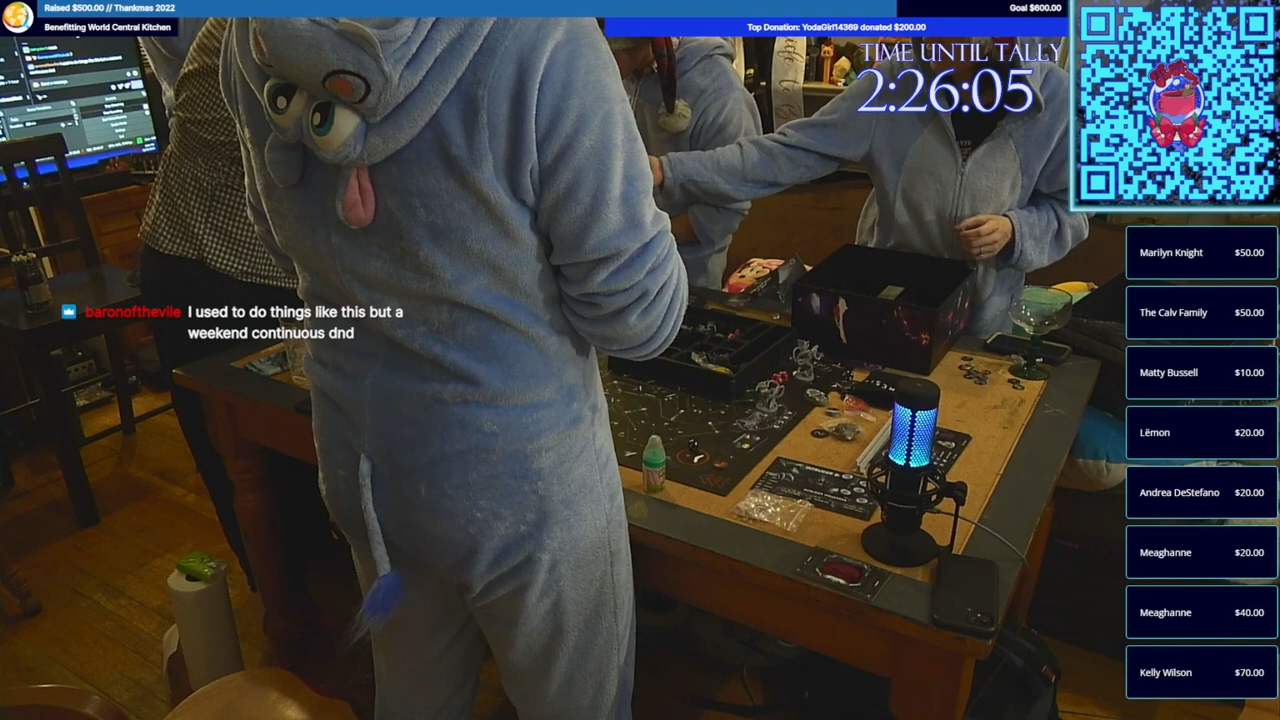 Raised $500.00 // Thankmas 2022
Goal $600.00
Benefitting World Central Kitchen
Top Donation: YodaGirl14369 donated $200.00
TIME UNTIL TALLY
2:26:05
baronofthevile I used to do things like this but a
weekend continuous dnd
Marilyn Knight $50.00
The Calv Family $50.00
Matty Bussell $10.00
Lēmon $20.00
Andrea DeStefano $20.00
Meaghanne $20.00
Meaghanne $40.00
Kelly Wilson $70.00